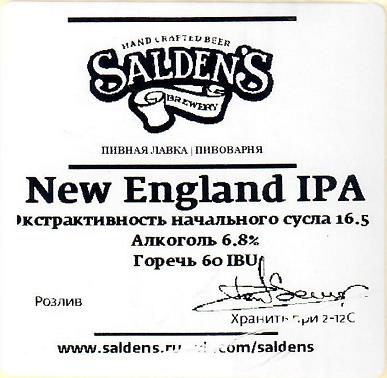 HAND CRAFTED BEER
SALDEN'S
BREWERY
ПИВНАЯ ЛАВКА | ПИВОВАРНЯ
New England IPA
Экстрактивность начального сусла 16.5
Алкоголь 6.8%
Горечь 60 IBU
Розлив
Хранить при 2-12С
www.saldens.ru .com/saldens